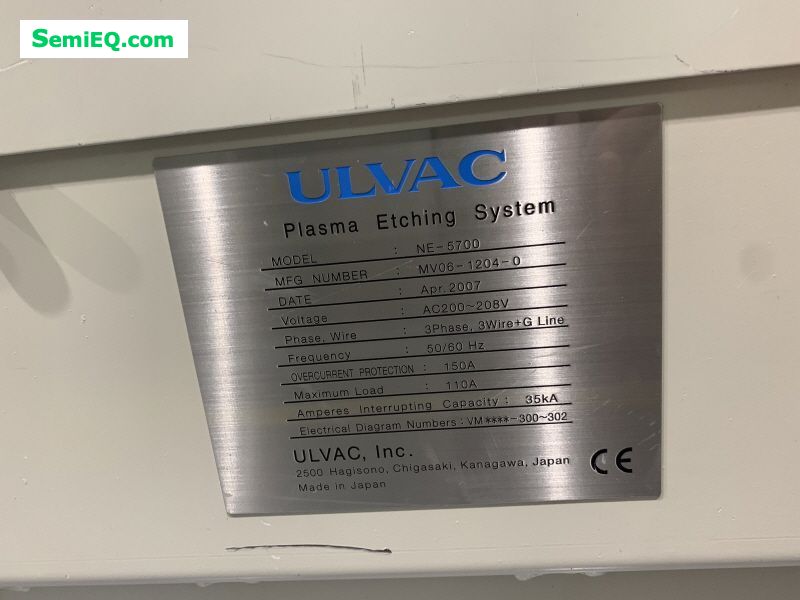 SemiEQ.com
ULVAC
Plasma Etching System
MODEL : NE-5700
MFG NUMBER : MV06-1204-0
DATE : Apr.2007
Voltage : AC200~208V
Phase, Wire : 3Phase, 3Wire+G Line
Frequency : 50/60 Hz
OVERCURRENT PROTECTION : 150A
Maximum Load : 110A
Amperes Interrupting Capacity : 35kA
Electrical Diagram Numbers : VM****-300~302
ULVAC, Inc.
2500 Hagisono, Chigasaki, Kanagawa, Japan
Made in Japan
CE